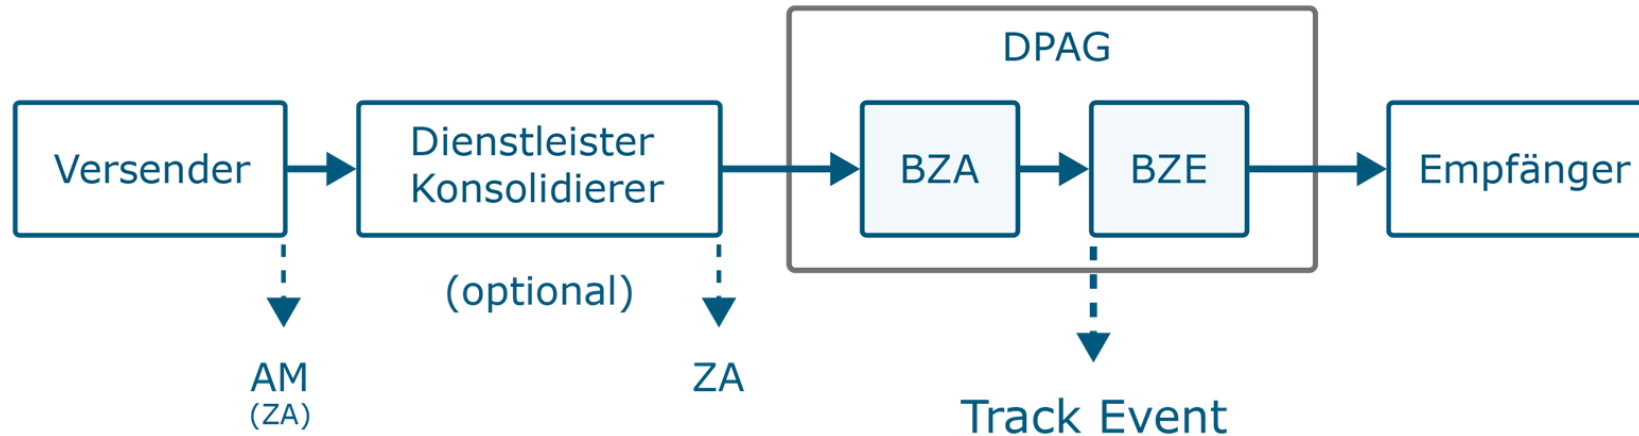 DPAG
Versender
Dienstleister
Konsolidierer
BZA
BZE
Empfänger
(optional)
AM
(ZA)
ZA
Track Event